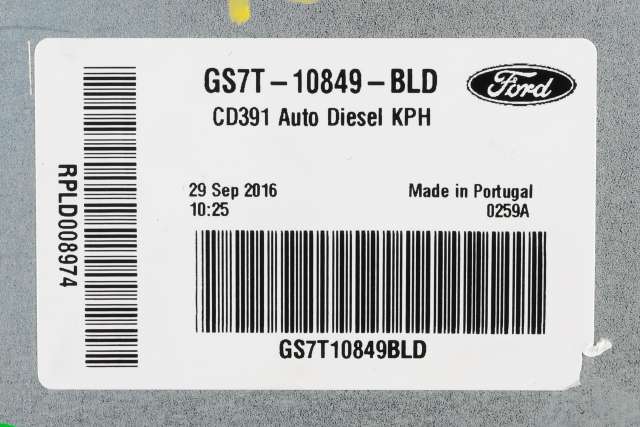 GS7T-10849-BLD
Ford
CD391 Auto Diesel KPH
29 Sep 2016
Made in Portugal
10:25
0259A
GS7T10849BLD
RPLD008974